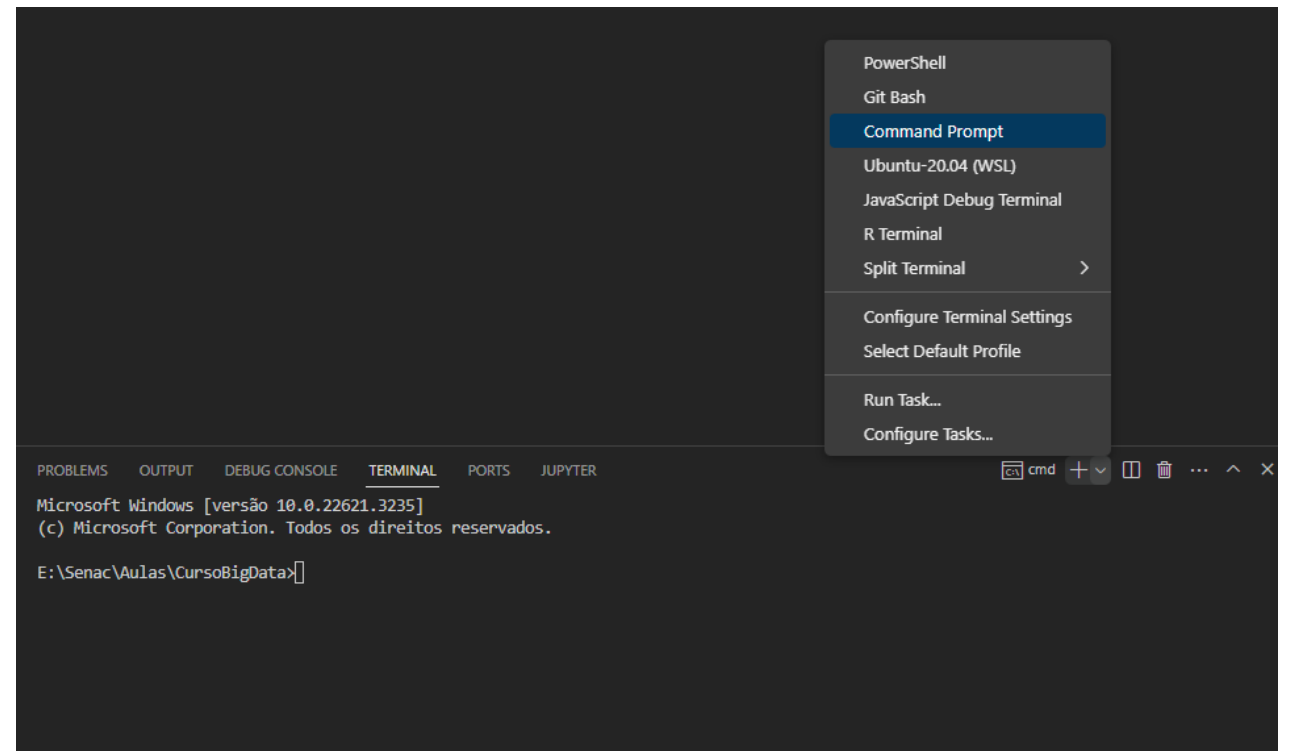 PowerShell
Git Bash
Command Prompt
Ubuntu-20.04 (WSL)
JavaScript Debug Terminal
R Terminal
Split Terminal
Configure Terminal Settings
Select Default Profile
Run Task...
Configure Tasks...
PROBLEMS OUTPUT DEBUG CONSOLE TERMINAL PORTS JUPYTER cmd
Microsoft Windows [versão 10.0.22621.3235]
(c) Microsoft Corporation. Todos os direitos reservados.
E:\Senac\Aulas\CursoBigData>